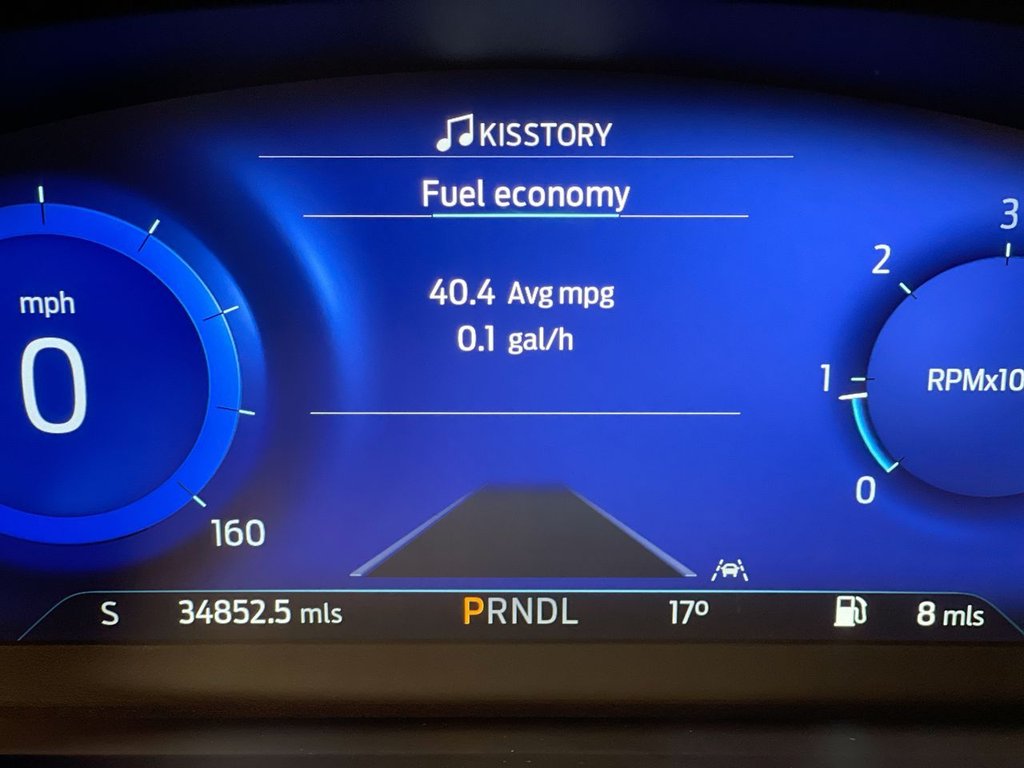 KISSTORY
Fuel economy
40.4 Avg mpg
0.1 gal/h
mph
0
160
3
2
1
0
RPMx10
S 34852.5 mls PRNDL 17º 8 mls